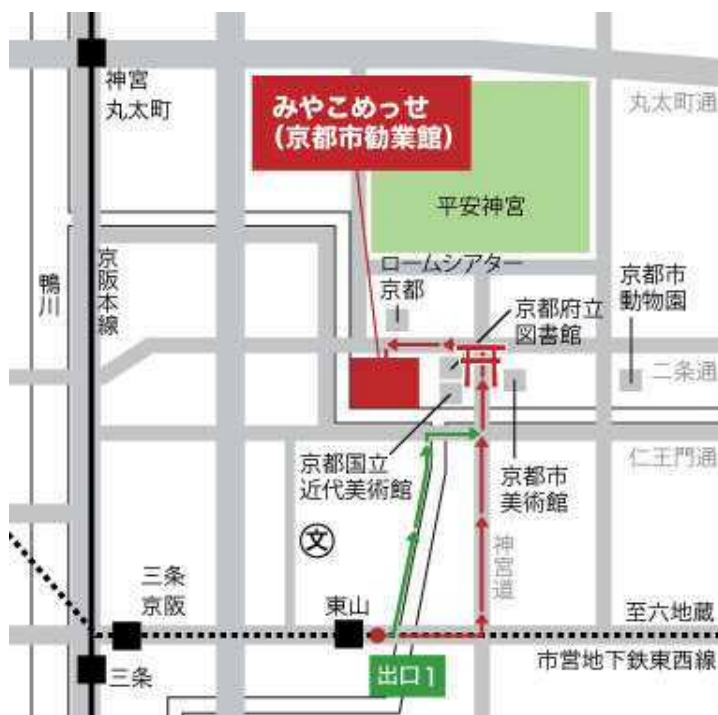 神宮
丸太町
みやこめっせ
(京都市勧業館)
丸太町通
平安神宮
鴨川
京阪本線
ロームシアター
京都
京都府立
図書館
京都市
動物園
二条通
京都国立
近代美術館
京都市
美術館
仁王門通
文
神宮道
三条
京阪
東山
至六地蔵
三条
出口1
市営地下鉄東西線